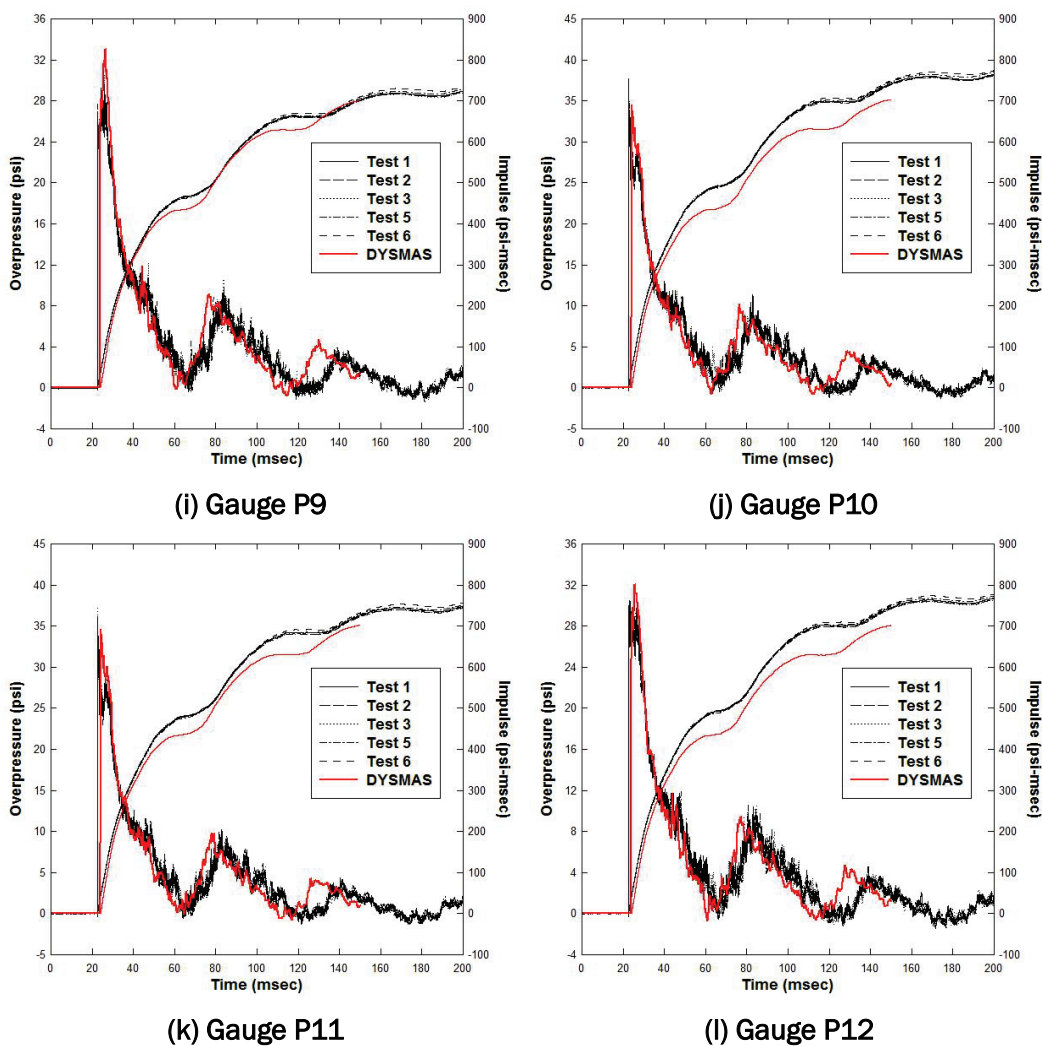 36
32
28
24
20
16
12
8
4
0
-4
900
800
700
600
500
400
300
200
100
0
-100
Overpressure (psi)
Impulse (psi-msec)
Test 1
Test 2
Test 3
Test 5
Test 6
DYSMAS
0 20 40 60 80 100 120 140 160 180 200
Time (msec)
(i) Gauge P9
45
40
35
30
25
20
15
10
5
0
-5
900
800
700
600
500
400
300
200
100
0
-100
Overpressure (psi)
Impulse (psi-msec)
Test 1
Test 2
Test 3
Test 5
Test 6
DYSMAS
0 20 40 60 80 100 120 140 160 180 200
Time (msec)
(j) Gauge P10
45
40
35
30
25
20
15
10
5
0
-5
900
800
700
600
500
400
300
200
100
0
-100
Overpressure (psi)
Impulse (psi-msec)
Test 1
Test 2
Test 3
Test 5
Test 6
DYSMAS
0 20 40 60 80 100 120 140 160 180 200
Time (msec)
(k) Gauge P11
36
32
28
24
20
16
12
8
4
0
-4
900
800
700
600
500
400
300
200
100
0
-100
Overpressure (psi)
Impulse (psi-msec)
Test 1
Test 2
Test 3
Test 5
Test 6
DYSMAS
0 20 40 60 80 100 120 140 160 180 200
Time (msec)
(l) Gauge P12